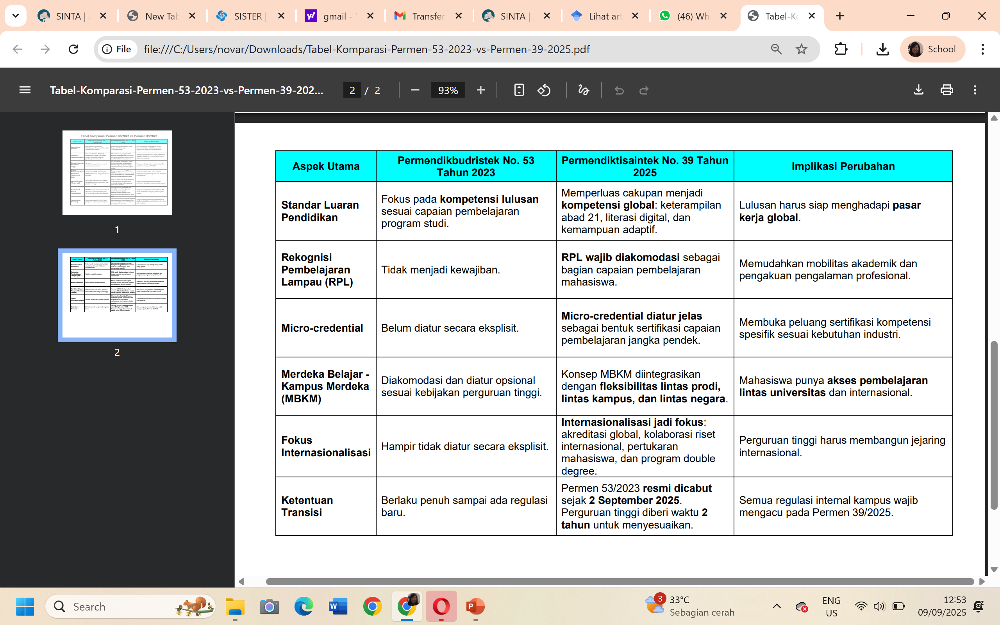 SINTA |
New Tab
SISTER |
gmail -
Transfer
SINTA |
Lihat art
(46) Wh
Tabel-Ko
File
file:///C:/Users/novar/Downloads/Tabel-Komparasi-Permen-53-2023-vs-Permen-39-2025.pdf
School
Tabel-Komparasi-Permen-53-2023-vs-Permen-39-202...
2 / 2
93%
Tabel Komparasi Permen 53/2023 vs Permen 39/2025
1
2
Aspek Utama
Permendikbudristek No. 53
Tahun 2023
Permendiktisaintek No. 39 Tahun
2025
Implikasi Perubahan
Standar Luaran
Pendidikan
Fokus pada kompetensi lulusan
sesuai capaian pembelajaran
program studi.
Memperluas cakupan menjadi
kompetensi global: keterampilan
abad 21, literasi digital, dan
kemampuan adaptif.
Lulusan harus siap menghadapi pasar
kerja global.
Rekognisi
Pembelajaran
Lampau (RPL)
Tidak menjadi kewajiban.
RPL wajib diakomodasi sebagai
bagian capaian pembelajaran
mahasiswa.
Memudahkan mobilitas akademik dan
pengakuan pengalaman profesional.
Micro-credential
Belum diatur secara eksplisit.
Micro-credential diatur jelas
sebagai bentuk sertifikasi capaian
pembelajaran jangka pendek.
Membuka peluang sertifikasi kompetensi
spesifik sesuai kebutuhan industri.
Merdeka Belajar -
Kampus Merdeka
(MBKM)
Diakomodasi dan diatur opsional
sesuai kebijakan perguruan tinggi.
Konsep MBKM diintegrasikan
dengan fleksibilitas lintas prodi,
lintas kampus, dan lintas negara.
Mahasiswa punya akses pembelajaran
lintas universitas dan internasional.
Fokus
Internasionalisasi
Hampir tidak diatur secara eksplisit.
Internasionalisasi jadi fokus:
akreditasi global, kolaborasi riset
internasional, pertukaran
mahasiswa, dan program double
degree.
Perguruan tinggi harus membangun jejaring
internasional.
Ketentuan
Transisi
Berlaku penuh sampai ada regulasi
baru.
Permen 53/2023 resmi dicabut
sejak 2 September 2025.
Perguruan tinggi diberi waktu 2
tahun untuk menyesuaikan.
Semua regulasi internal kampus wajib
mengacu pada Permen 39/2025.
Search
3
33°C
Sebagian cerah
ENG
US
12:53
09/09/2025